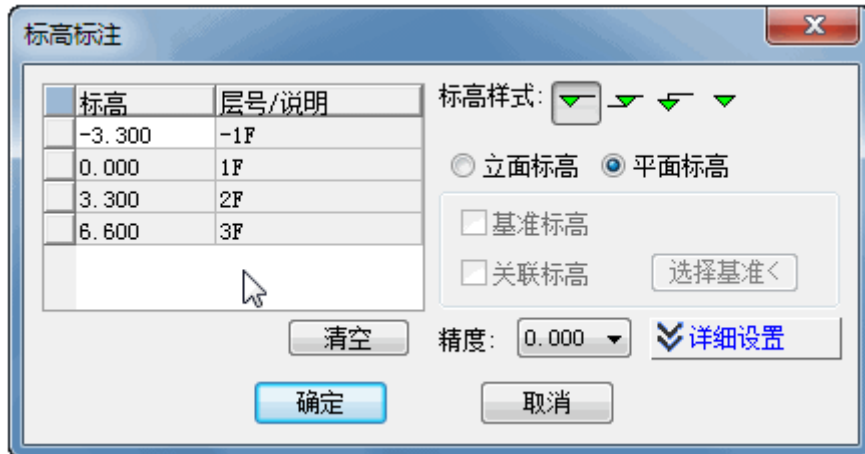 标高标注
标高 层号/说明
-3.300 -1F
0.000 1F
3.300 2F
6.600 3F
清空
标高样式:
立面标高 平面标高
基准标高
关联标高 选择基准<
精度: 0.000 详细设置
确定 取消